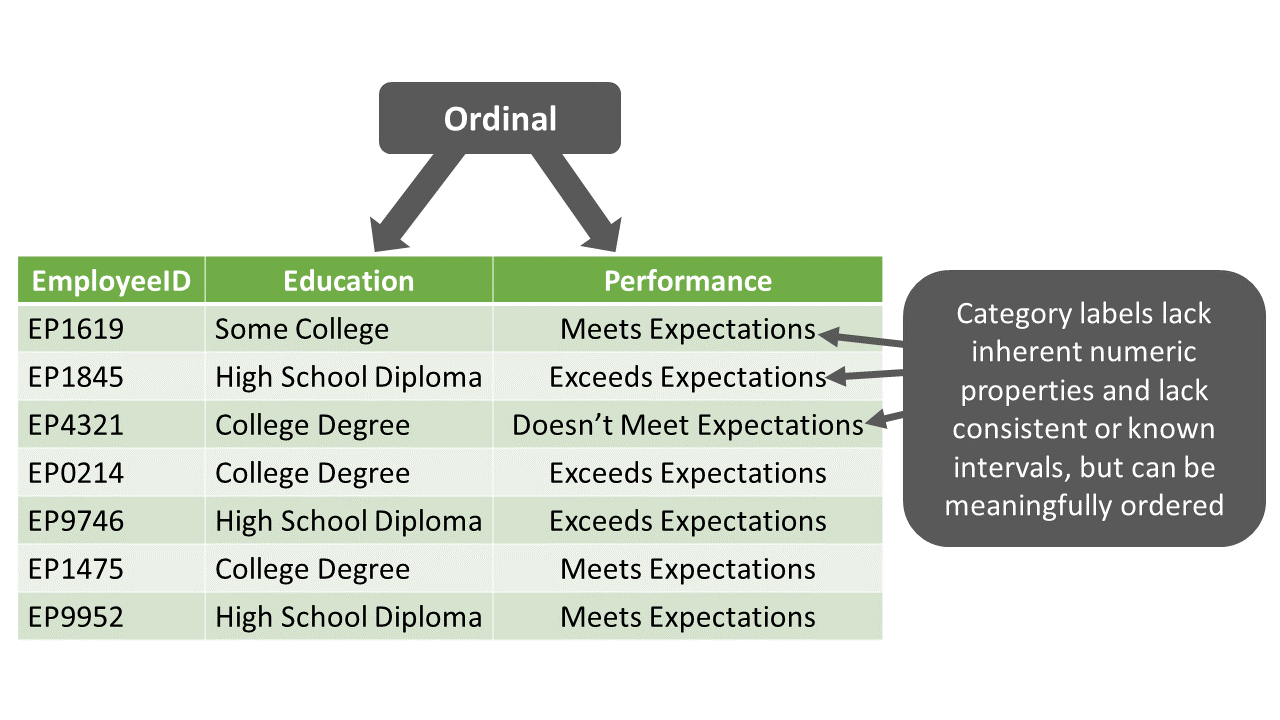 Ordinal
EmployeeID Education Performance
EP1619 Some College Meets Expectations
EP1845 High School Diploma Exceeds Expectations
EP4321 College Degree Doesn’t Meet Expectations
EP0214 College Degree Exceeds Expectations
EP9746 High School Diploma Exceeds Expectations
EP1475 College Degree Meets Expectations
EP9952 High School Diploma Meets Expectations
Category labels lack
inherent numeric
properties and lack
consistent or known
intervals, but can be
meaningfully ordered